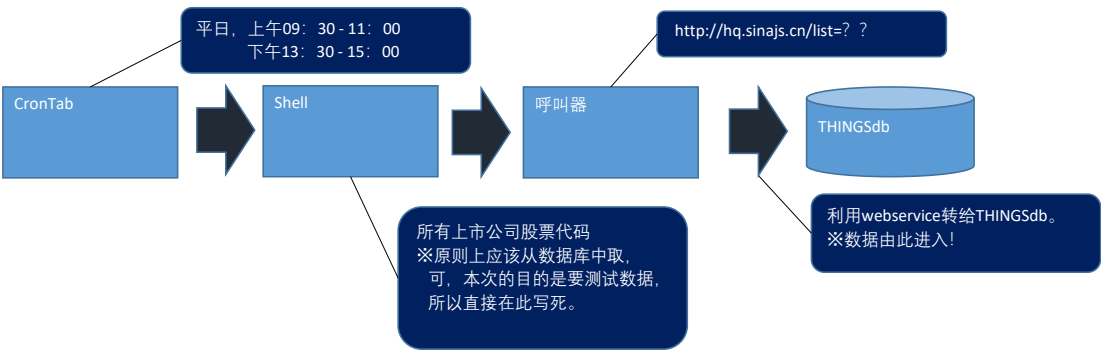 平日，上午09：30 - 11：00
下午13：30 - 15：00
http://hq.sinajs.cn/list=？？
CronTab
Shell
呼叫器
THINGSdb
所有上市公司股票代码
※原则上应该从数据库中取，
可，本次的目的是要测试数据，
所以直接在此写死。
利用webservice转给THINGSdb。
※数据由此进入！